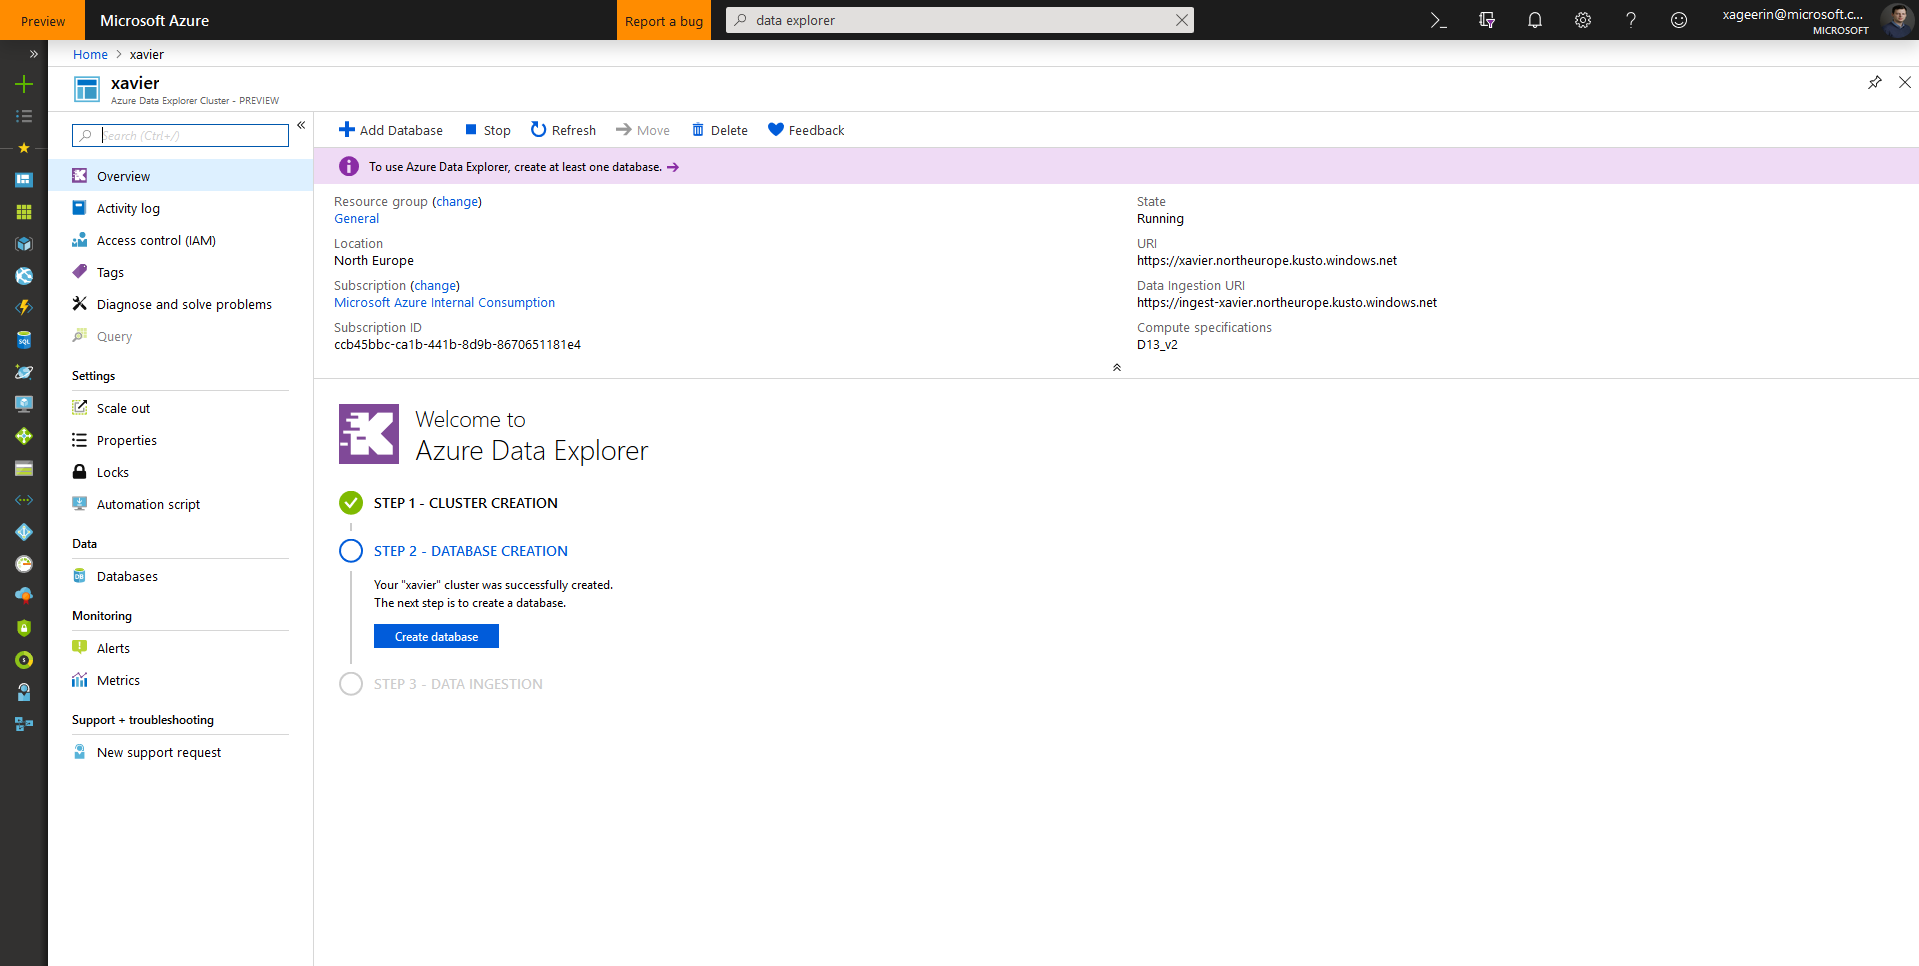 Preview
Microsoft Azure
Report a bug
data explorer
xageerin@microsoft.c...
MICROSOFT
Home > xavier
xavier
Azure Data Explorer Cluster - PREVIEW
Search (Ctrl+/)
Overview
Activity log
Access control (IAM)
Tags
Diagnose and solve problems
Query
Settings
Scale out
Properties
Locks
Automation script
Data
Databases
Monitoring
Alerts
Metrics
Support + troubleshooting
New support request
Add Database Stop Refresh Move Delete Feedback
To use Azure Data Explorer, create at least one database. →
Resource group (change)
General
Location
North Europe
Subscription (change)
Microsoft Azure Internal Consumption
Subscription ID
ccb45bbc-ca1b-441b-8d9b-8670651181e4
State
Running
URI
https://xavier.northeurope.kusto.windows.net
Data Ingestion URI
https://ingest-xavier.northeurope.kusto.windows.net
Compute specifications
D13_v2
Welcome to
Azure Data Explorer
STEP 1 - CLUSTER CREATION
STEP 2 - DATABASE CREATION
Your "xavier" cluster was successfully created.
The next step is to create a database.
Create database
STEP 3 - DATA INGESTION